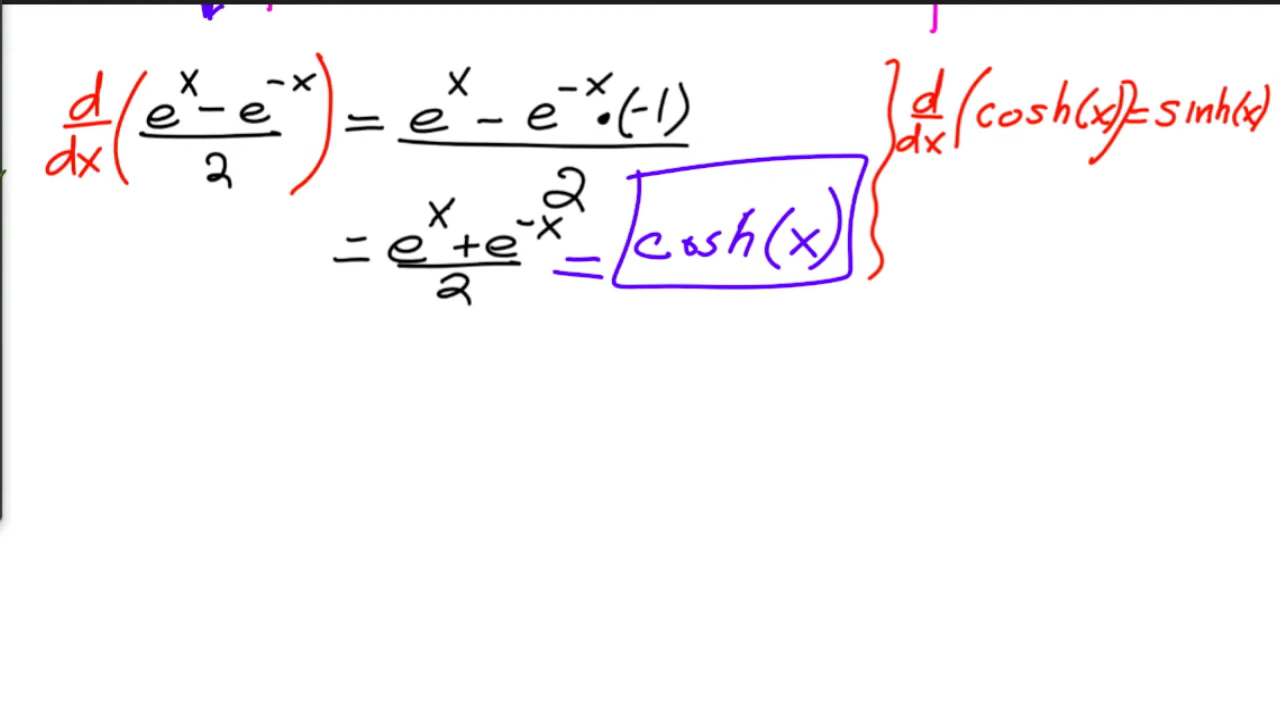 d/dx((e^x - e^-x)/2) = (e^x - e^-x · (-1))/2 } d/dx(cosh(x)) = sinh(x)
= (e^x + e^-x)/2 = cosh(x)